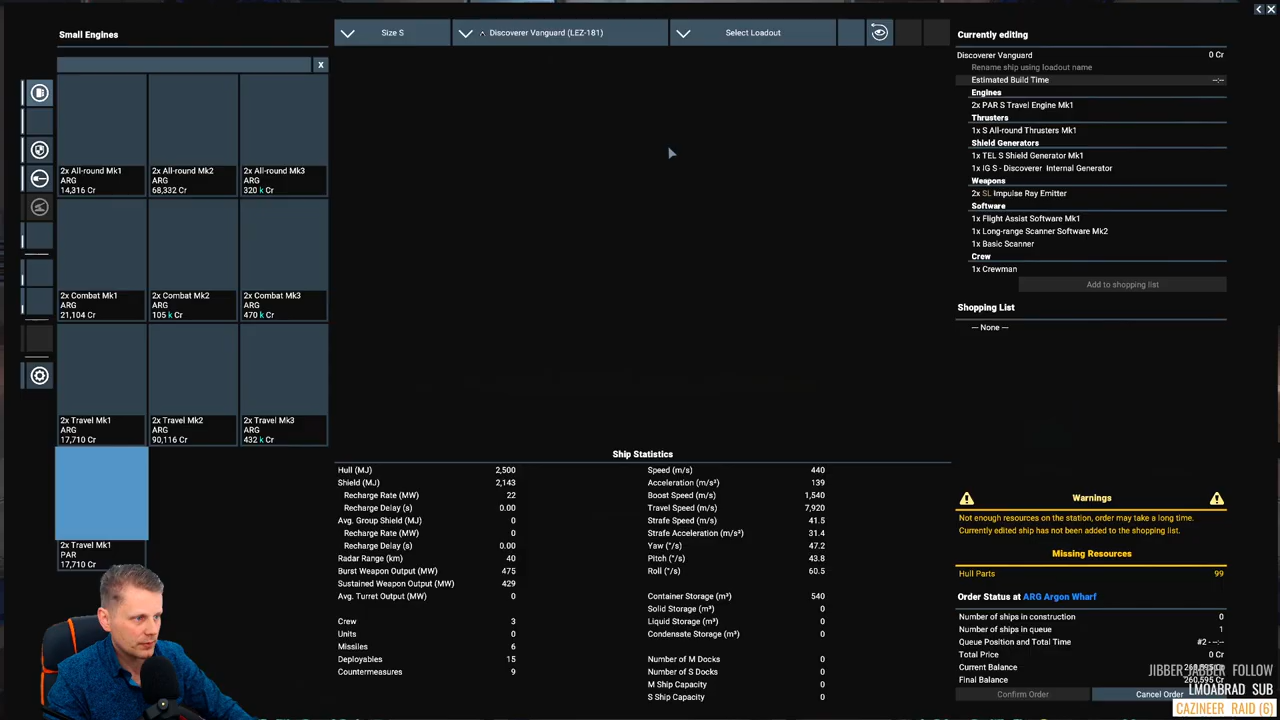 Small Engines
x
2x All-round Mk1
ARG
14,316 Cr
2x All-round Mk2
ARG
68,332 Cr
2x All-round Mk3
ARG
320 k Cr
2x Combat Mk1
ARG
21,104 Cr
2x Combat Mk2
ARG
105 k Cr
2x Combat Mk3
ARG
470 k Cr
2x Travel Mk1
ARG
17,710 Cr
2x Travel Mk2
ARG
90,116 Cr
2x Travel Mk3
ARG
432 k Cr
2x Travel Mk1
PAR
17,710 Cr
Size S
Discoverer Vanguard (LEZ-181)
Select Loadout
Ship Statistics
Hull (MJ) 2,500
Shield (MJ) 2,143
Recharge Rate (MW) 22
Recharge Delay (s) 0.00
Avg. Group Shield (MJ) 0
Recharge Rate (MW) 0
Recharge Delay (s) 0.00
Radar Range (km) 40
Burst Weapon Output (MW) 475
Sustained Weapon Output (MW) 429
Avg. Turret Output (MW) 0
Crew 3
Units 0
Missiles 6
Deployables 15
Countermeasures 9
Speed (m/s) 440
Acceleration (m/s²) 139
Boost Speed (m/s) 1,540
Travel Speed (m/s) 7,920
Strafe Speed (m/s) 41.5
Strafe Acceleration (m/s²) 31.4
Yaw (°/s) 47.2
Pitch (°/s) 43.8
Roll (°/s) 60.5
Container Storage (m³) 540
Solid Storage (m³) 0
Liquid Storage (m³) 0
Condensate Storage (m³) 0
Number of M Docks 0
Number of S Docks 0
M Ship Capacity 0
S Ship Capacity 0
Currently editing
Discoverer Vanguard 0 Cr
Rename ship using loadout name
Estimated Build Time --:--
Engines
2x PAR S Travel Engine Mk1
Thrusters
1x S All-round Thrusters Mk1
Shield Generators
1x TEL S Shield Generator Mk1
1x IG S - Discoverer Internal Generator
Weapons
2x SL Impulse Ray Emitter
Software
1x Flight Assist Software Mk1
1x Long-range Scanner Software Mk2
1x Basic Scanner
Crew
1x Crewman
Add to shopping list
Shopping List
— None —
Warnings
Not enough resources on the station, order may take a long time.
Currently edited ship has not been added to the shopping list.
Missing Resources
Hull Parts 99
Order Status at ARG Argon Wharf
Number of ships in construction 0
Number of ships in queue 1
Queue Position and Total Time #2 - --:--
Total Price 0 Cr
Current Balance 260,595 Cr
Final Balance 260,595 Cr
Confirm Order
Cancel Order
JIBBER_JABBER FOLLOW
LMOABRAD SUB
CAZINEER RAID (6)